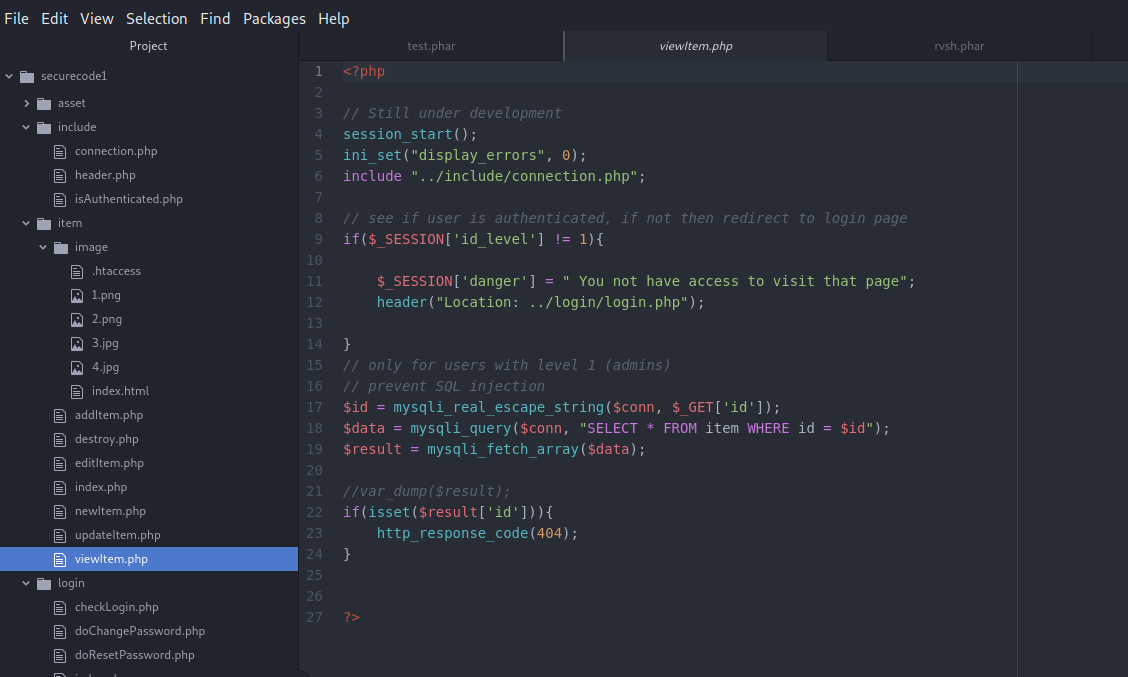 File Edit View Selection Find Packages Help
Project
test.phar
viewItem.php
rvsh.phar
securecode1
asset
include
connection.php
header.php
isAuthenticated.php
item
image
.htaccess
1.png
2.png
3.jpg
4.jpg
index.html
addItem.php
destroy.php
editItem.php
index.php
newItem.php
updateItem.php
viewItem.php
login
checkLogin.php
doChangePassword.php
doResetPassword.php
1 <?php
2
3 // Still under development
4 session_start();
5 ini_set("display_errors", 0);
6 include "../include/connection.php";
7
8 // see if user is authenticated, if not then redirect to login page
9 if($_SESSION['id_level'] != 1){
10
11 $_SESSION['danger'] = " You not have access to visit that page";
12 header("Location: ../login/login.php");
13
14 }
15 // only for users with level 1 (admins)
16 // prevent SQL injection
17 $id = mysqli_real_escape_string($conn, $_GET['id']);
18 $data = mysqli_query($conn, "SELECT * FROM item WHERE id = $id");
19 $result = mysqli_fetch_array($data);
20
21 //var_dump($result);
22 if(isset($result['id'])){
23 http_response_code(404);
24 }
25
26
27 ?>